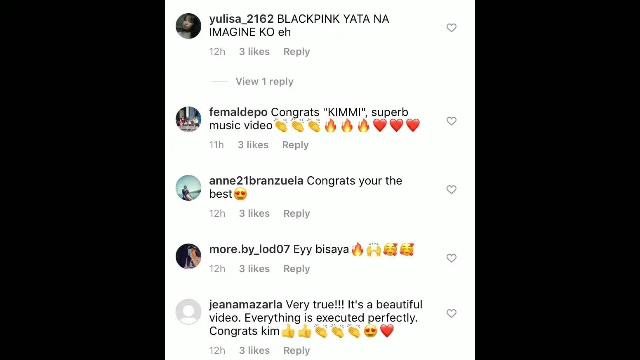 yulisa_2162 BLACKPINK YATA NA
IMAGINE KO eh
12h 3 likes Reply
View 1 reply
femaldepo Congrats "KIMMI", superb
music video👏👏👏🔥🔥🔥❤️❤️❤️
11h 3 likes Reply
anne21branzuela Congrats your the
best😍
12h 3 likes Reply
more.by_lod07 Eyy bisaya🔥🙌🥰🥰
12h 3 likes Reply
jeanamazarla Very true!!! It's a beautiful
video. Everything is executed perfectly.
Congrats kim👍👍👏👏👏😍❤️
12h 3 likes Reply